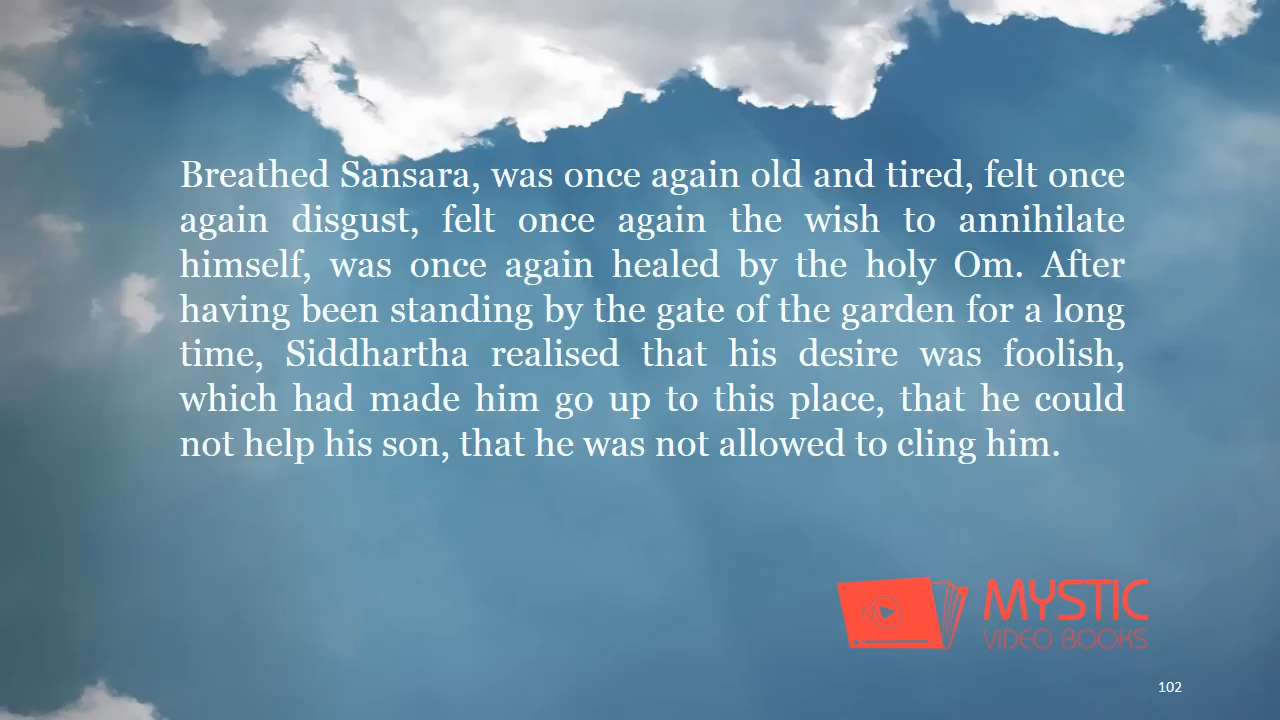 Breathed Sansara, was once again old and tired, felt once
again disgust, felt once again the wish to annihilate
himself, was once again healed by the holy Om. After
having been standing by the gate of the garden for a long
time, Siddhartha realised that his desire was foolish,
which had made him go up to this place, that he could
not help his son, that he was not allowed to cling him.
MYSTIC
VIDEO BOOKS
102